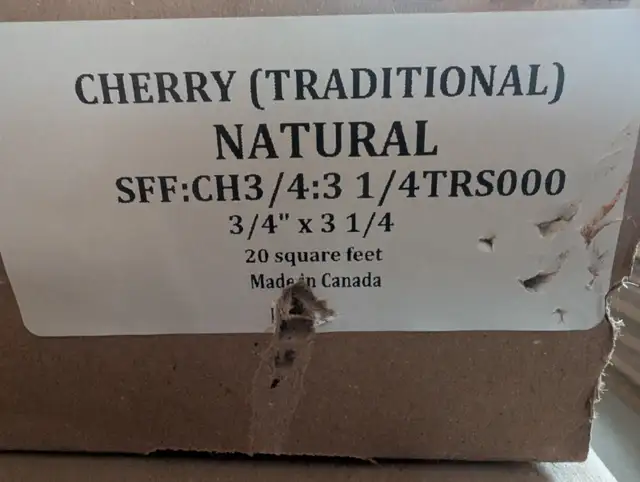 CHERRY (TRADITIONAL)
NATURAL
SFF:CH3/4:3 1/4TRS000
3/4" x 3 1/4
20 square feet
Made in Canada